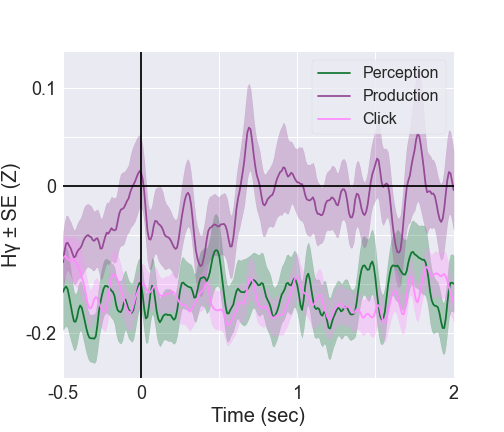 Perception
Production
Click
0.1
0
-0.2
Hγ ± SE (Z)
-0.5
0
1
2
Time (sec)